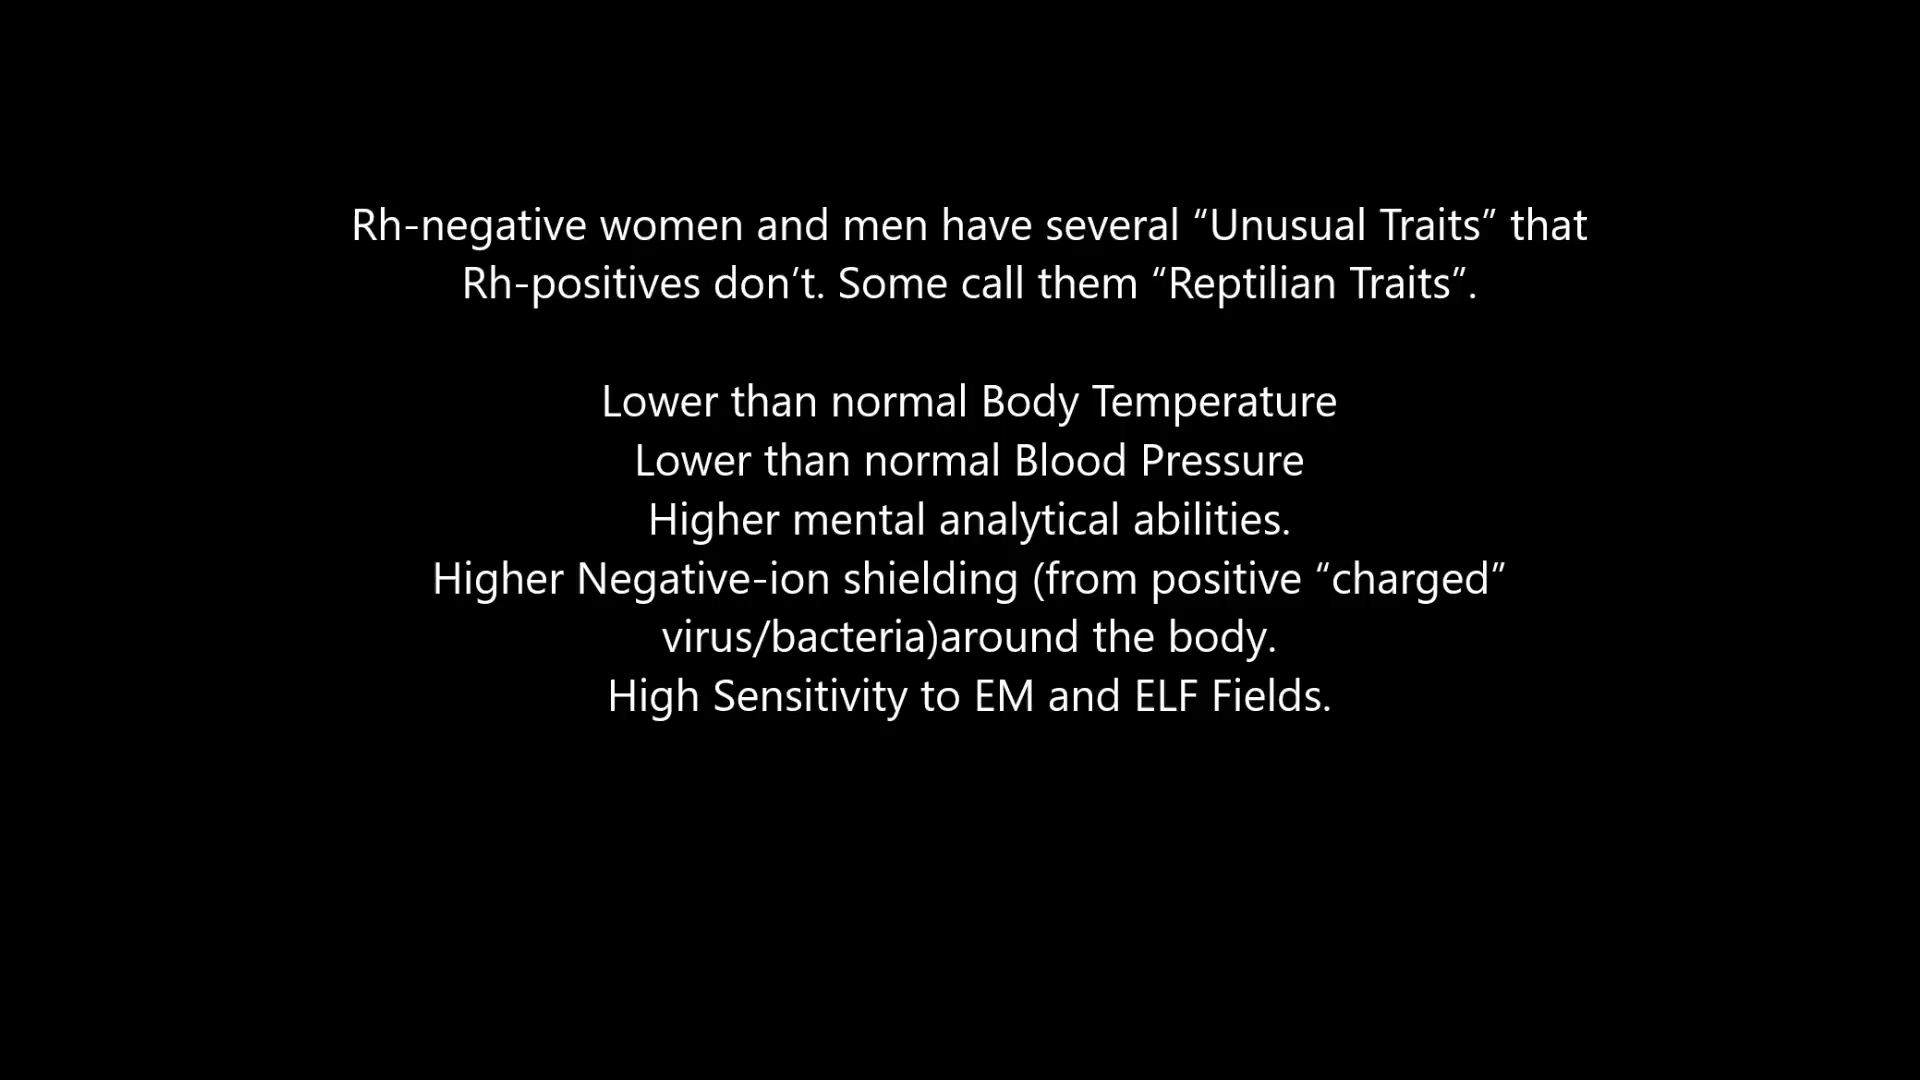 Rh-negative women and men have several “Unusual Traits” that
Rh-positives don’t. Some call them “Reptilian Traits”.
Lower than normal Body Temperature
Lower than normal Blood Pressure
Higher mental analytical abilities.
Higher Negative-ion shielding (from positive “charged”
virus/bacteria)around the body.
High Sensitivity to EM and ELF Fields.